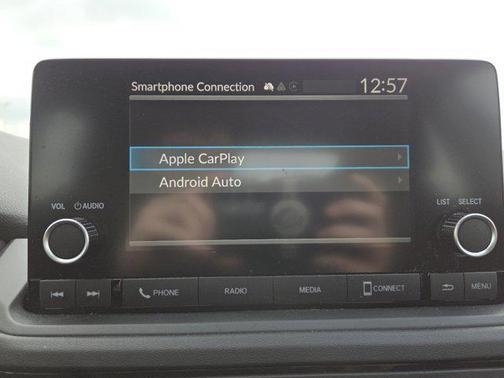 Smartphone Connection 12:57
Apple CarPlay
Android Auto
VOL AUDIO
LIST SELECT
PHONE RADIO MEDIA CONNECT MENU